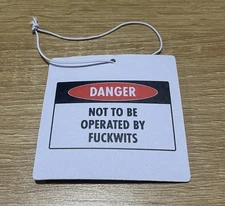 DANGER
NOT TO BE
OPERATED BY
FUCKWITS